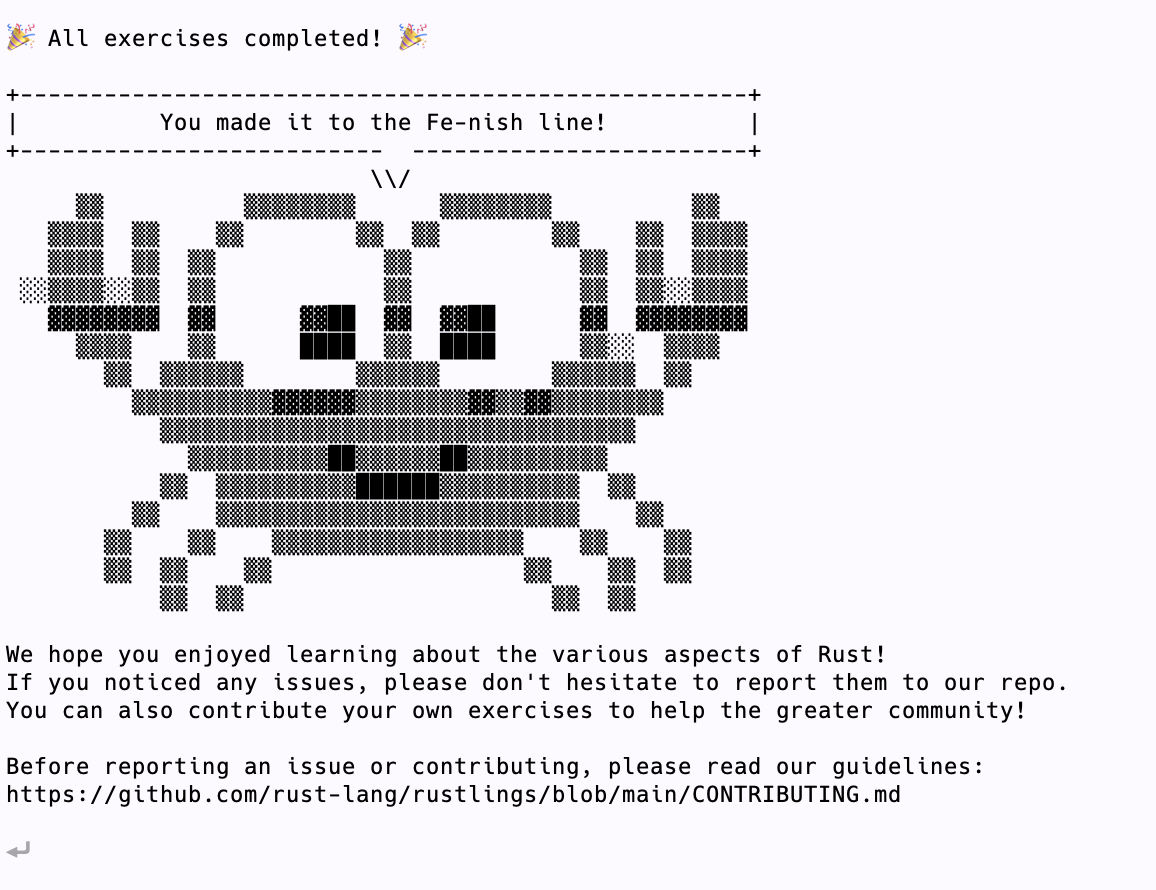 🎉 All exercises completed! 🎉
+----------------------------------------------------+
|          You made it to the Fe-nish line!          |
+--------------------------  ------------------------+
\\/
We hope you enjoyed learning about the various aspects of Rust!
If you noticed any issues, please don't hesitate to report them to our repo.
You can also contribute your own exercises to help the greater community!
Before reporting an issue or contributing, please read our guidelines:
https://github.com/rust-lang/rustlings/blob/main/CONTRIBUTING.md